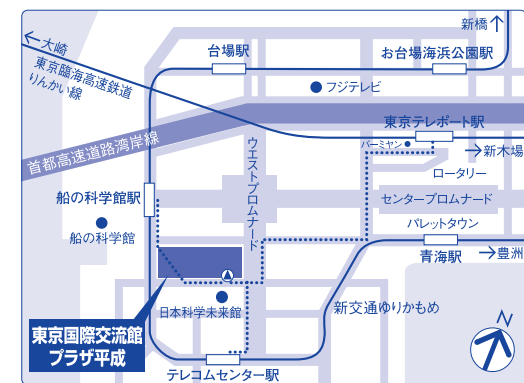 新橋
大崎
台場駅
お台場海浜公園駅
東京臨海高速鉄道
りんかい線
フジテレビ
東京テレポート駅
バーミヤン
新木場
首都高速道路湾岸線
ウエストプロムナード
ロータリー
船の科学館駅
センタープロムナード
船の科学館
パレットタウン
青海駅
豊洲
日本科学未来館
新交通ゆりかもめ
東京国際交流館
プラザ平成
テレコムセンター駅
N